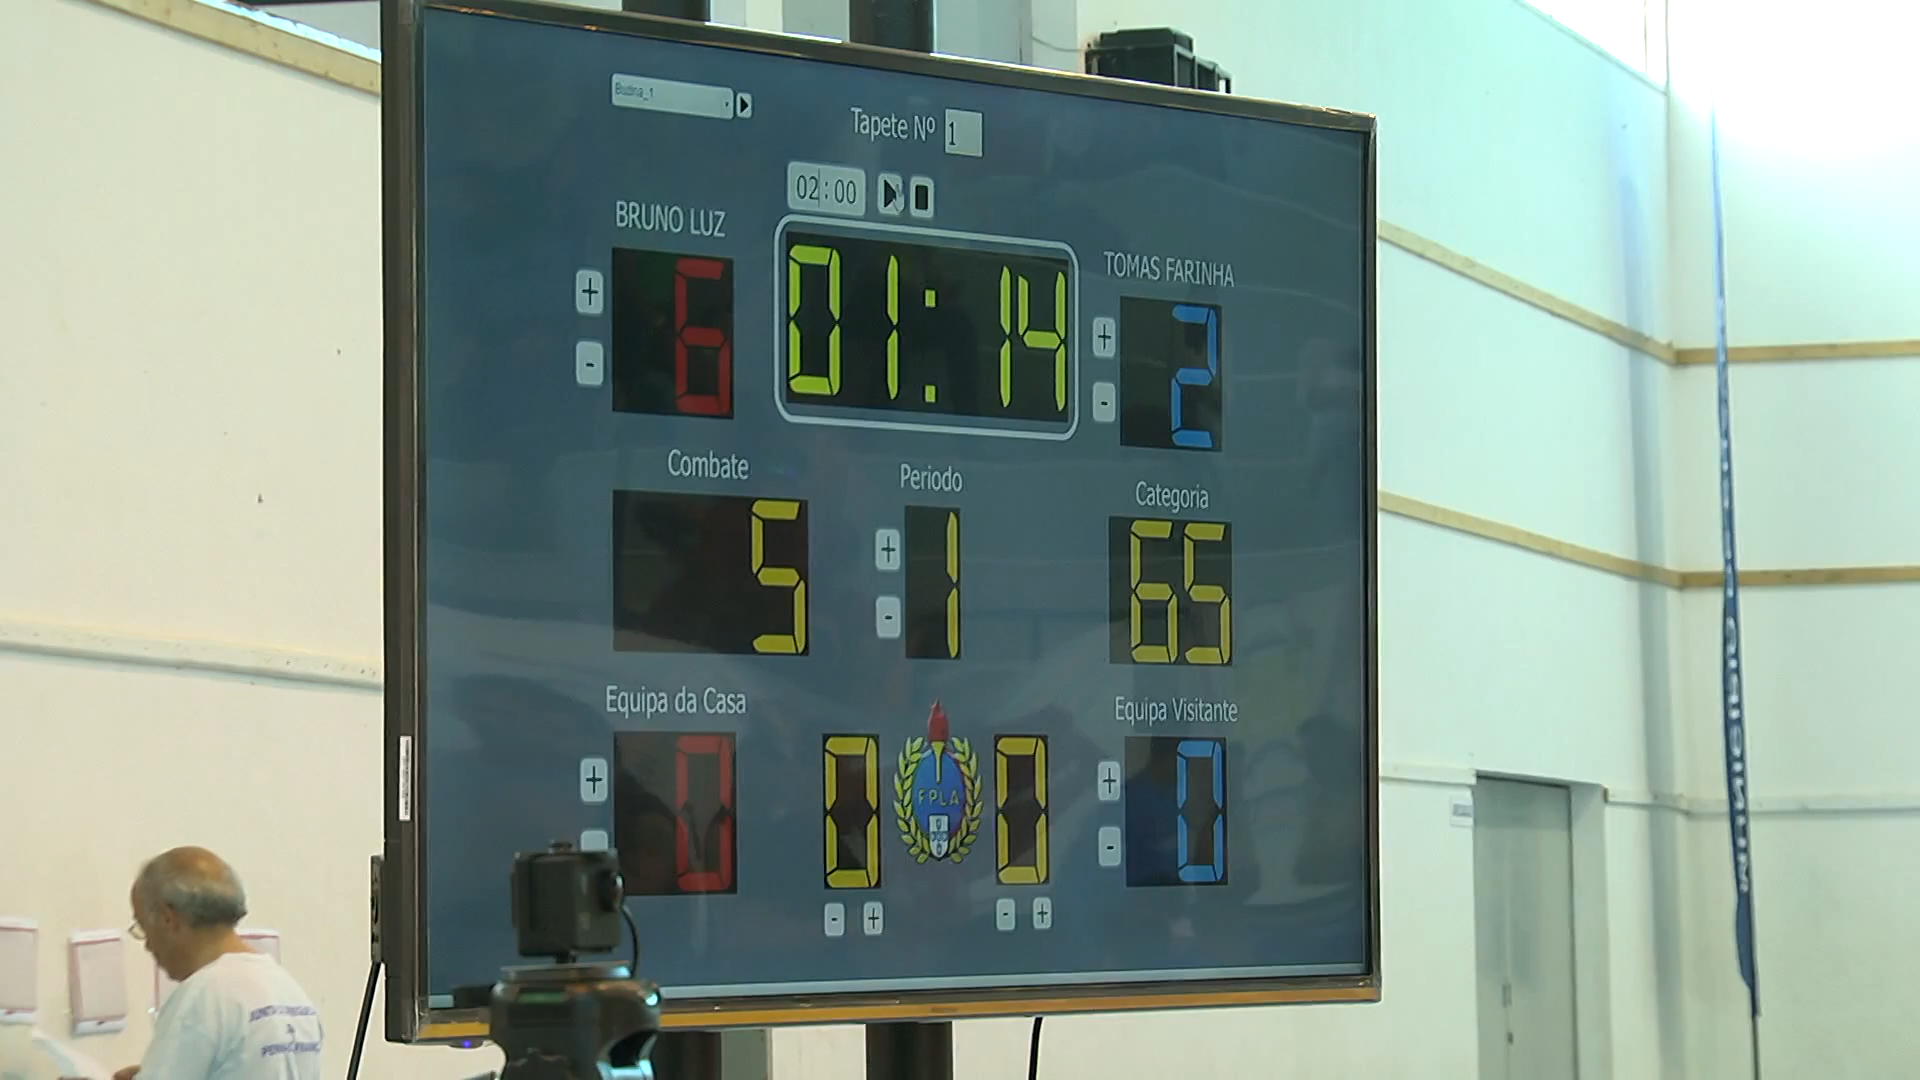 Buzina_1
Tapete Nº 1
02:00
BRUNO LUZ
TOMAS FARINHA
6
01:14
2
Combate
Periodo
Categoria
5
1
65
Equipa da Casa
Equipa Visitante
0
0
FPLA
0
0